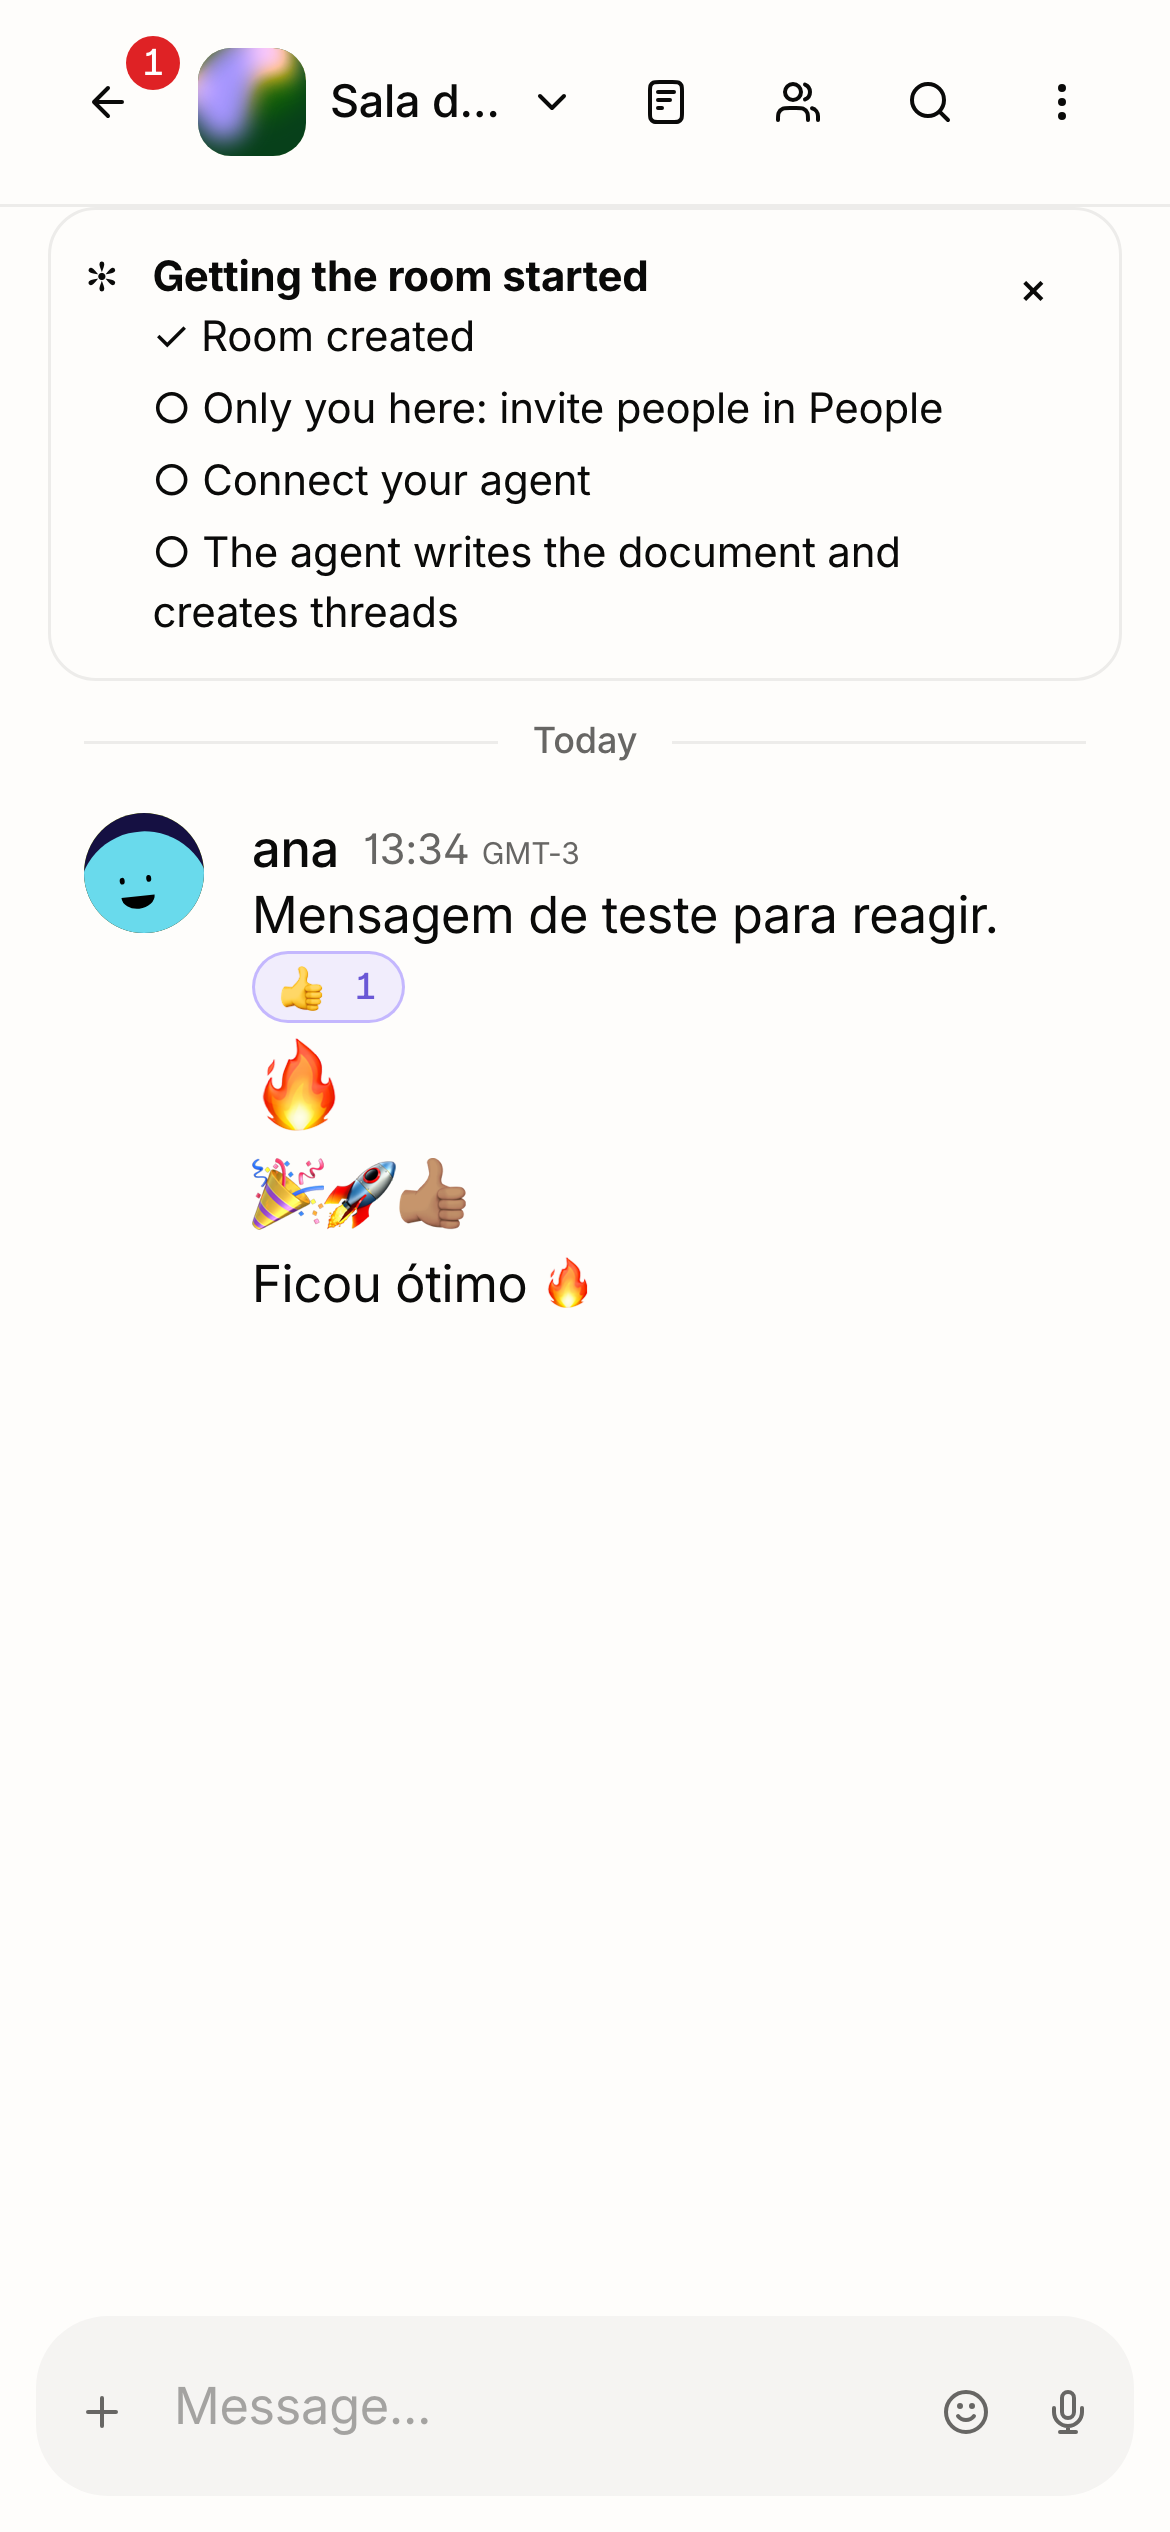 1
Sala d...
Getting the room started
✓ Room created
○ Only you here: invite people in People
○ Connect your agent
○ The agent writes the document and
creates threads
Today
ana 13:34 GMT-3
Mensagem de teste para reagir.
👍 1
🔥
🎉🚀👍🏽
Ficou ótimo 🔥
Message...